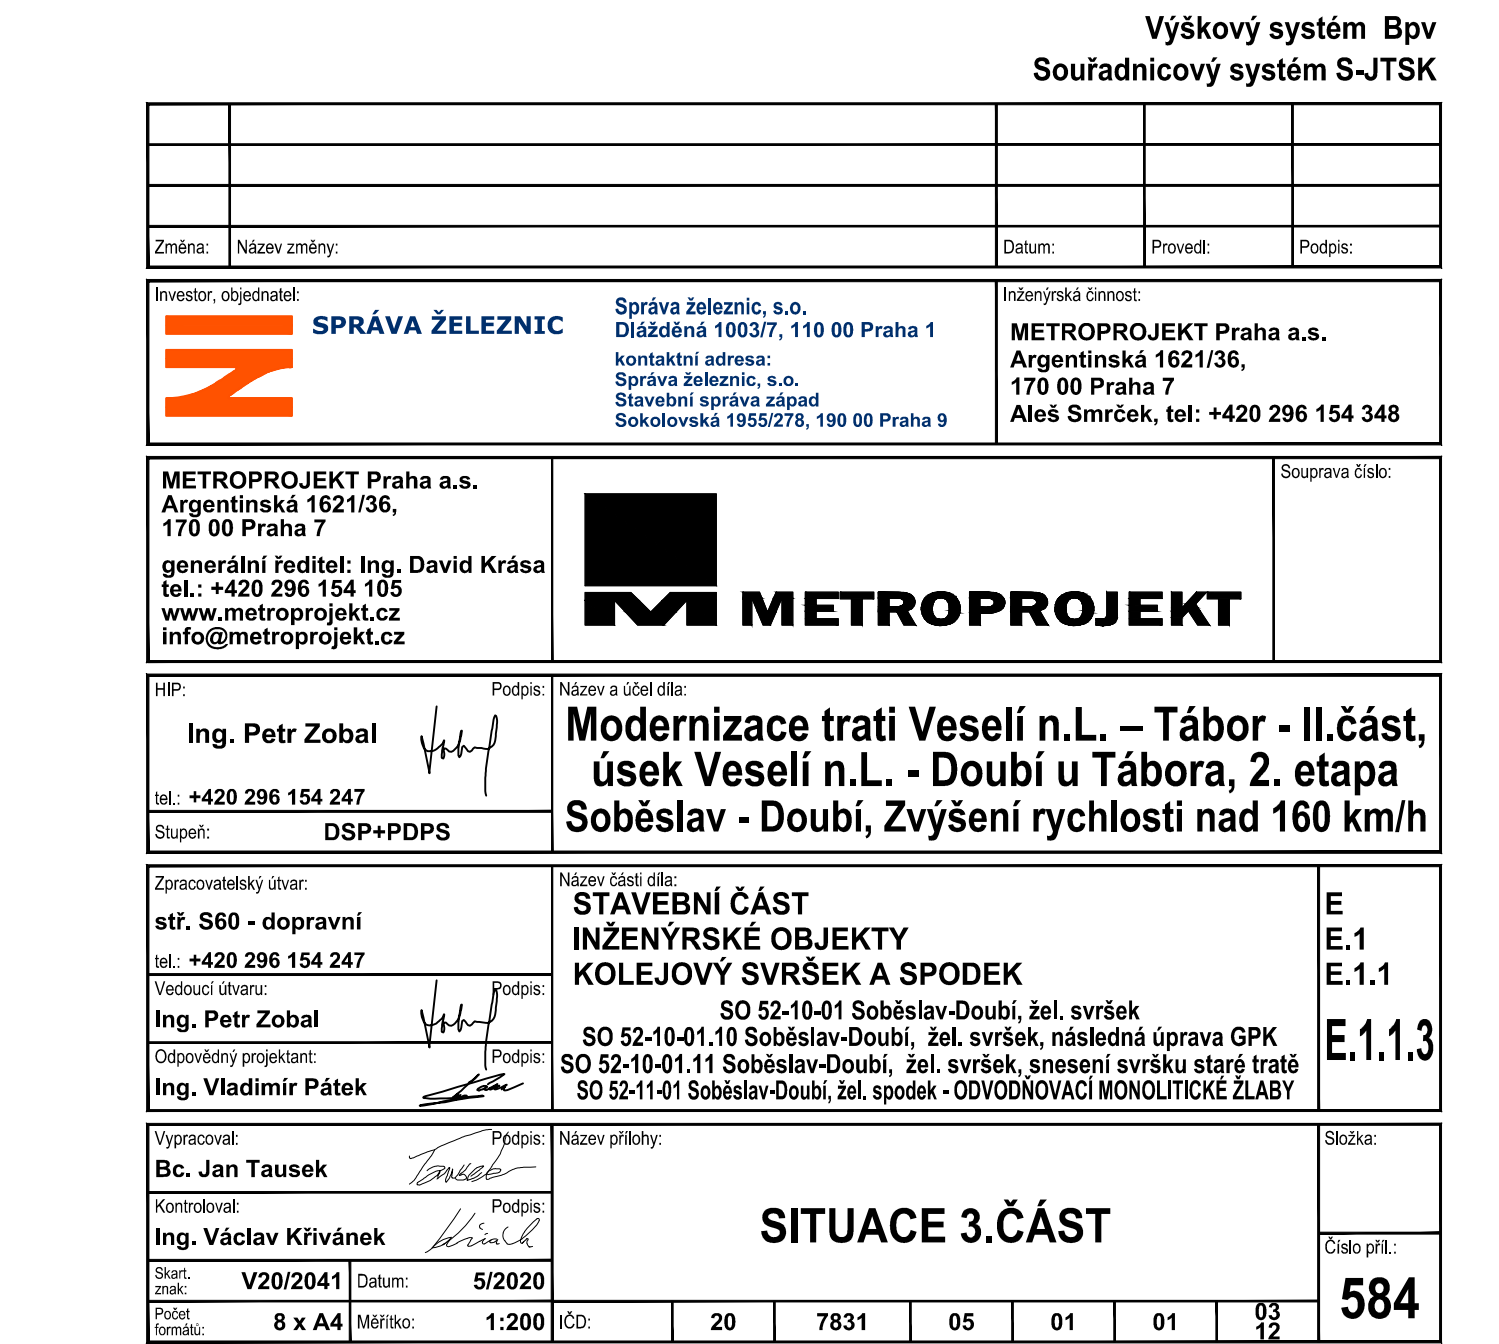 Výškový systém Bpv
Souřadnicový systém S-JTSK
Změna: Název změny: Datum: Provedl: Podpis:
Investor, objednatel:
SPRÁVA ŽELEZNIC
Správa železnic, s.o.
Dlážděná 1003/7, 110 00 Praha 1
kontaktní adresa:
Správa železnic, s.o.
Stavební správa západ
Sokolovská 1955/278, 190 00 Praha 9
Inženýrská činnost:
METROPROJEKT Praha a.s.
Argentinská 1621/36,
170 00 Praha 7
Aleš Smrček, tel: +420 296 154 348
METROPROJEKT Praha a.s.
Argentinská 1621/36,
170 00 Praha 7
generální ředitel: Ing. David Krása
tel.: +420 296 154 105
www.metroprojekt.cz
info@metroprojekt.cz
METROPROJEKT
Souprava číslo:
HIP: Podpis:
Ing. Petr Zobal
tel.: +420 296 154 247
Stupeň: DSP+PDPS
Název a účel díla:
Modernizace trati Veselí n.L. – Tábor - II.část,
úsek Veselí n.L. - Doubí u Tábora, 2. etapa
Soběslav - Doubí, Zvýšení rychlosti nad 160 km/h
Zpracovatelský útvar:
stř. S60 - dopravní
tel.: +420 296 154 247
Vedoucí útvaru: Podpis:
Ing. Petr Zobal
Odpovědný projektant: Podpis:
Ing. Vladimír Pátek
Název části díla:
STAVEBNÍ ČÁST E
INŽENÝRSKÉ OBJEKTY E.1
KOLEJOVÝ SVRŠEK A SPODEK E.1.1
SO 52-10-01 Soběslav-Doubí, žel. svršek
SO 52-10-01.10 Soběslav-Doubí, žel. svršek, následná úprava GPK
SO 52-10-01.11 Soběslav-Doubí, žel. svršek, snesení svršku staré tratě
SO 52-11-01 Soběslav-Doubí, žel. spodek - ODVODŇOVACÍ MONOLITICKÉ ŽLABY
E.1.1.3
Vypracoval: Podpis:
Bc. Jan Tausek
Tausek
Kontroloval: Podpis:
Ing. Václav Křivánek
Skart. znak: V20/2041 Datum: 5/2020
Počet formátů: 8 x A4 Měřítko: 1:200
Název přílohy:
SITUACE 3.ČÁST
Složka:
Číslo příl.:
584
IČD: 20 7831 05 01 01 03
12